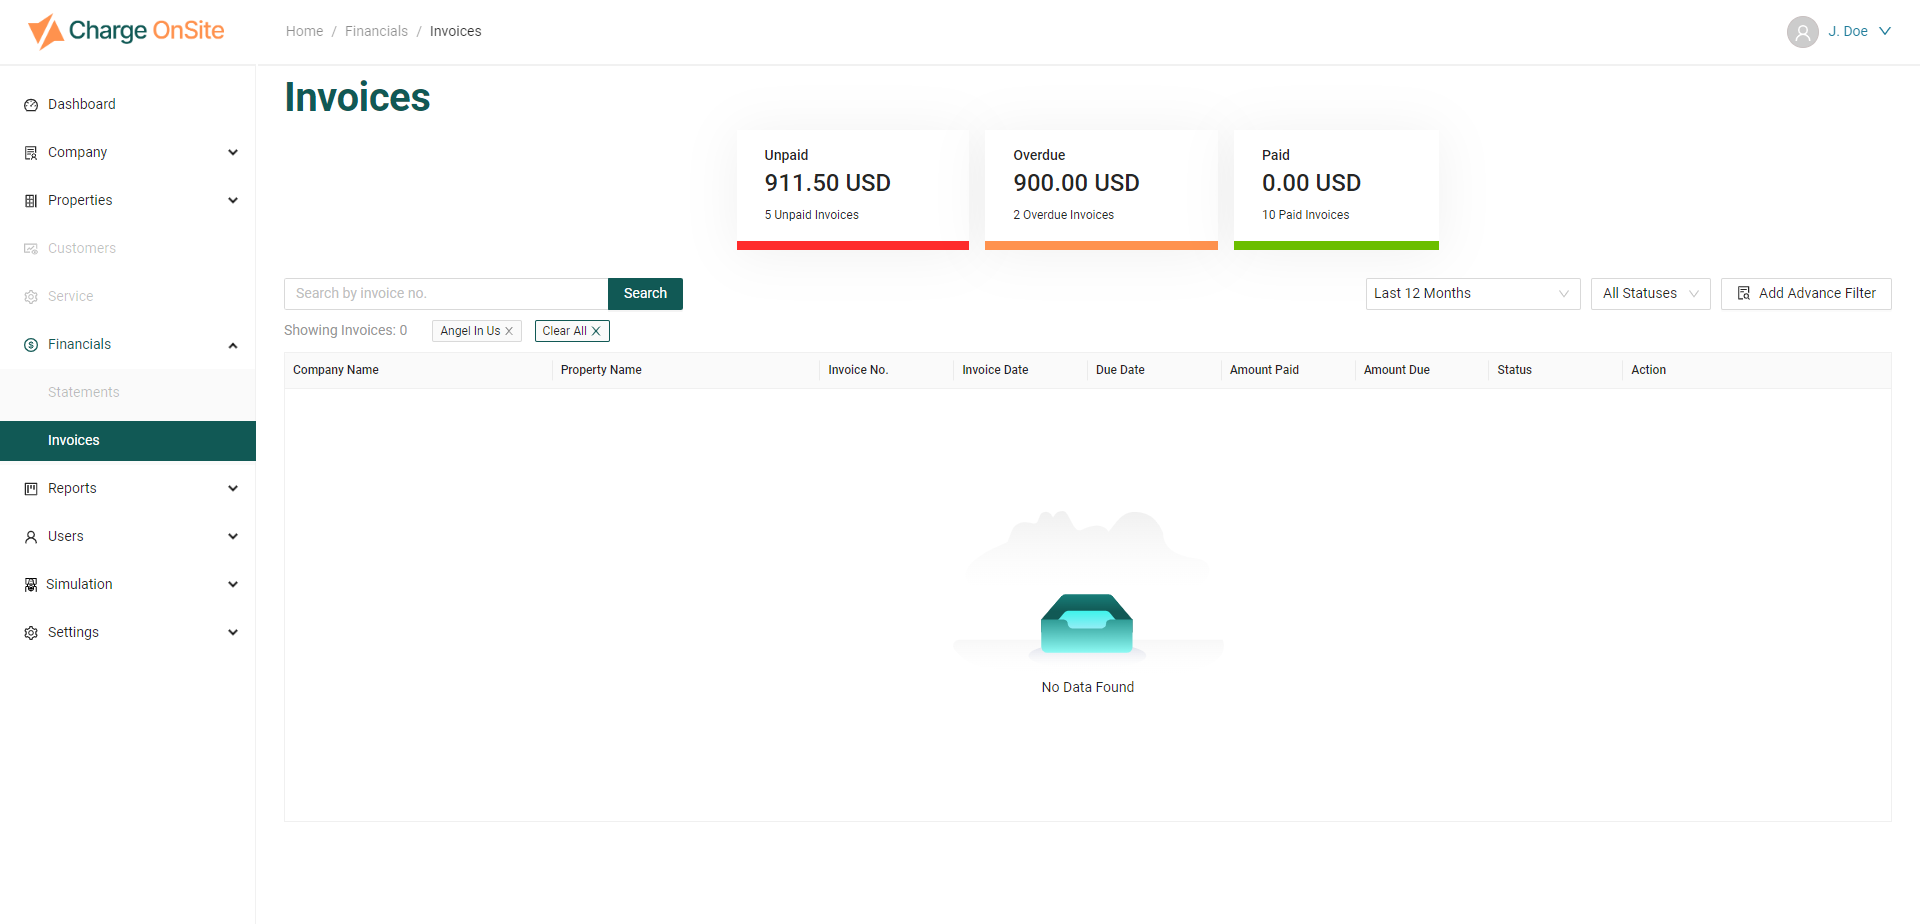 Charge OnSite
Home / Financials / Invoices
J. Doe
Dashboard
Company
Properties
Customers
Service
Financials
Statements
Invoices
Reports
Users
Simulation
Settings
Invoices
Unpaid
911.50 USD
5 Unpaid Invoices
Overdue
900.00 USD
2 Overdue Invoices
Paid
0.00 USD
10 Paid Invoices
Search by invoice no.
Search
Last 12 Months
All Statuses
Add Advance Filter
Showing Invoices: 0
Angel In Us
Clear All
Company Name
Property Name
Invoice No.
Invoice Date
Due Date
Amount Paid
Amount Due
Status
Action
No Data Found